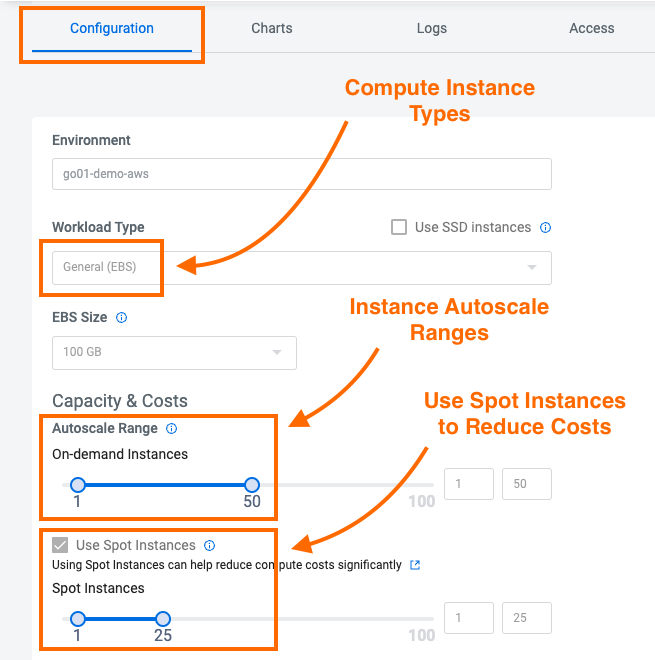 Configuration Charts Logs Access
Compute Instance
Types
Environment
go01-demo-aws
Workload Type Use SSD instances
General (EBS)
Instance Autoscale
Ranges
EBS Size
100 GB
Use Spot Instances
to Reduce Costs
Capacity & Costs
Autoscale Range
On-demand Instances
1 50 100 1 50
Use Spot Instances
Using Spot Instances can help reduce compute costs significantly
Spot Instances
1 25 100 1 25